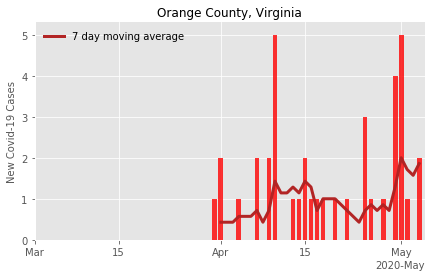 Orange County, Virginia
7 day moving average
New Covid-19 Cases
5
4
3
2
1
0
Mar
15
Apr
15
May
2020-May